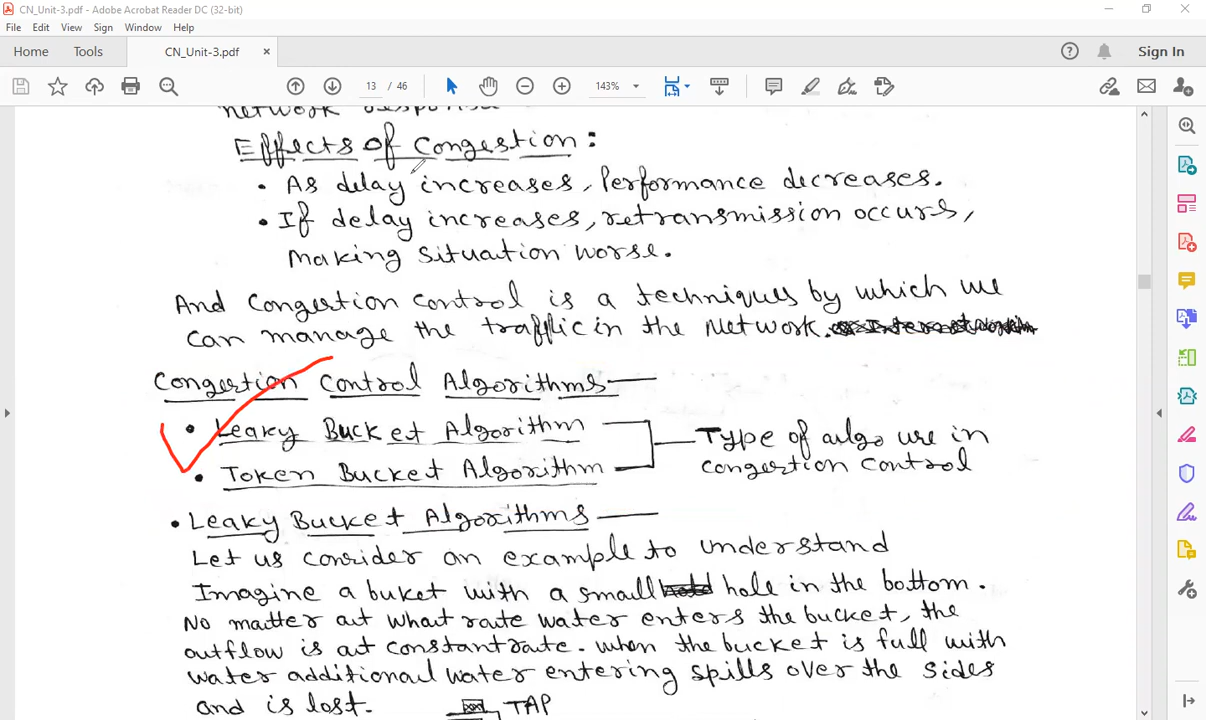 CN_Unit-3.pdf - Adobe Acrobat Reader DC (32-bit)
File Edit View Sign Window Help
Home Tools CN_Unit-3.pdf × Sign In
13 / 46 143%
network
Effects of Congestion:
• As delay increases, Performance decreases.
• If delay increases, retransmission occurs,
Making situation worse.
And Congestion Control is a techniques by which we
can manage the traffic in the Network.
Congertion Control Algorithms
• Leaky Bucket Algorithm
• Token Bucket Algorithm
Type of algo use in
congertion control
• Leaky Bucket Algorithms
Let us consider an example to understand
Imagine a buket with a small hole in the bottom.
No matter at what rate water enters the bucket, the
outflow is at constant rate. when the bucket is full with
water additional water entering spills over the sides
and is lost.
TAP